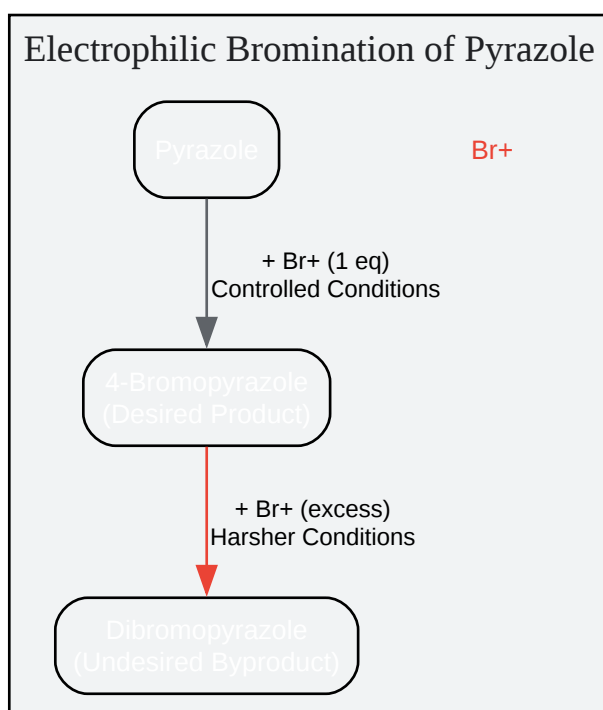 Electrophilic Bromination of Pyrazole
Pyrazole
Br+
+ Br+ (1 eq)
Controlled Conditions
4-Bromopyrazole
(Desired Product)
+ Br+ (excess)
Harsher Conditions
Dibromopyrazole
(Undesired Byproduct)